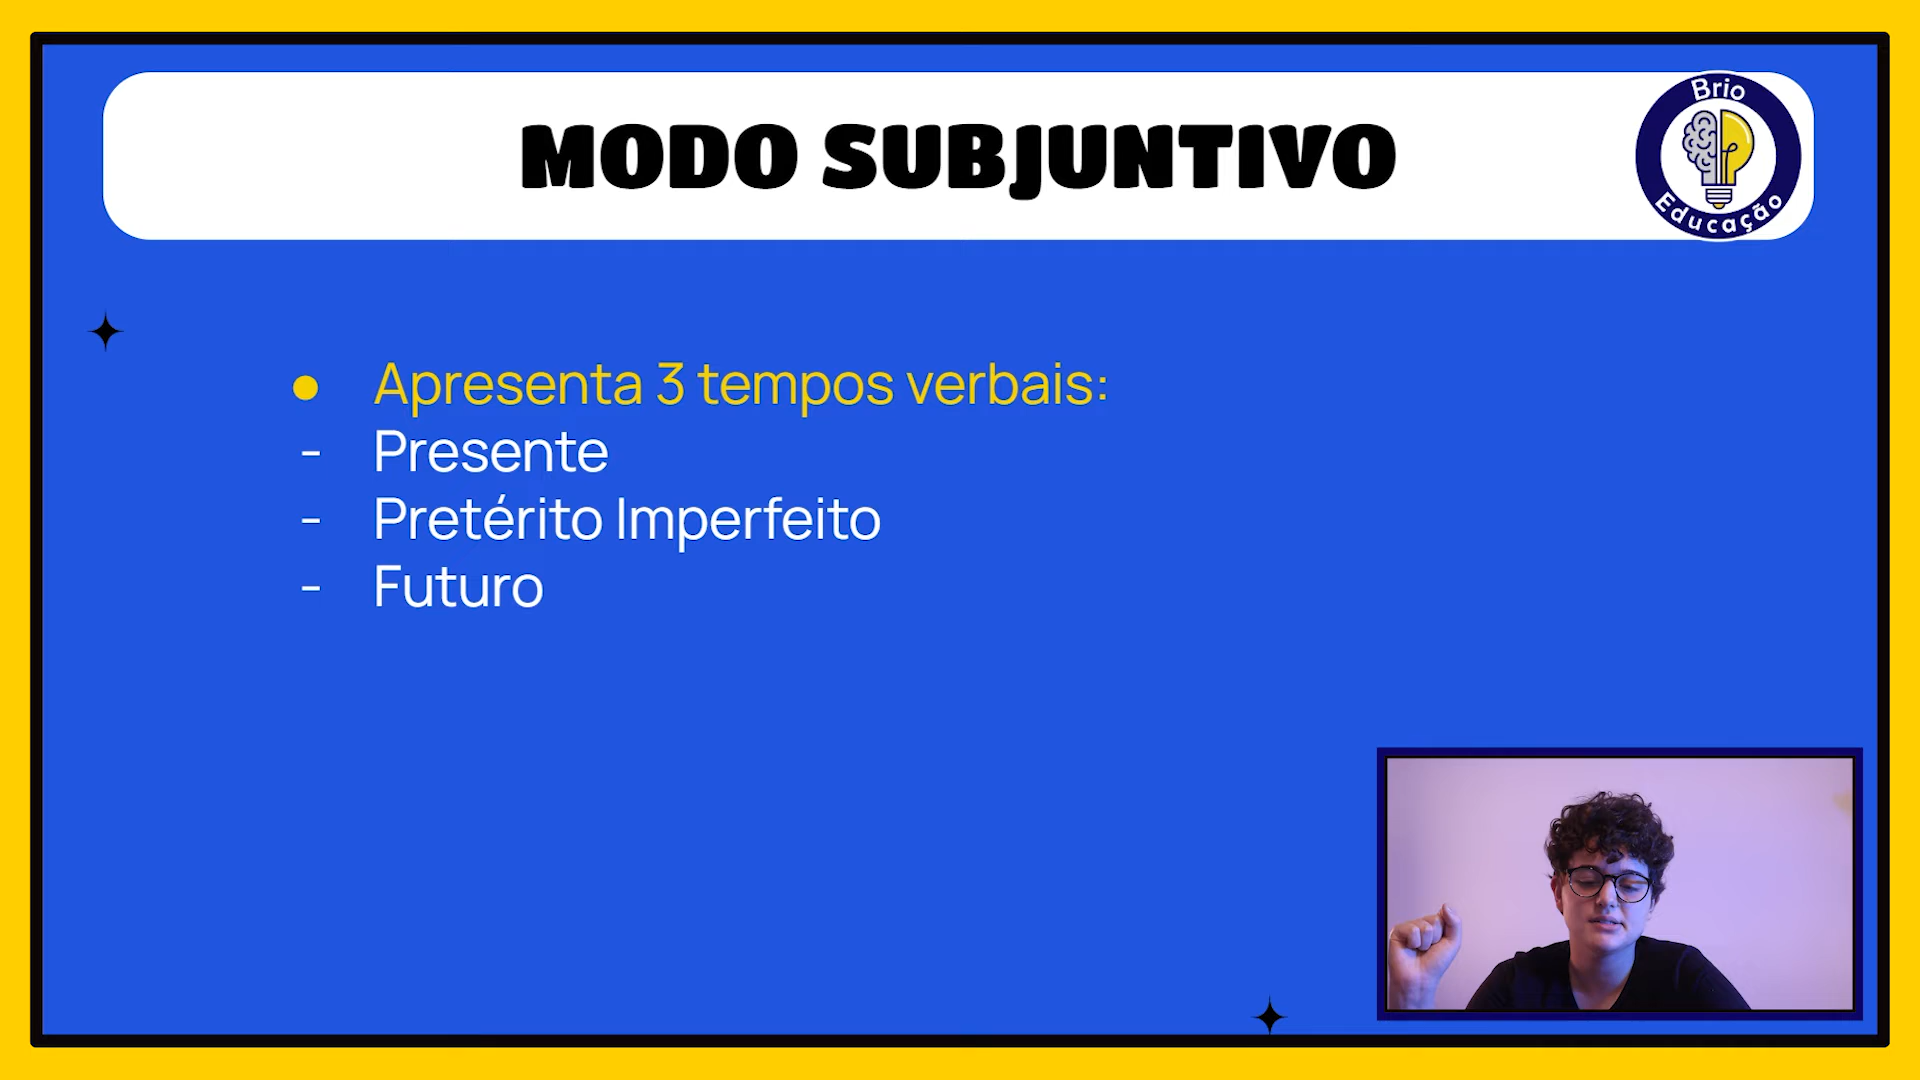 MODO SUBJUNTIVO
Brio
Educação
● Apresenta 3 tempos verbais:
- Presente
- Pretérito Imperfeito
- Futuro